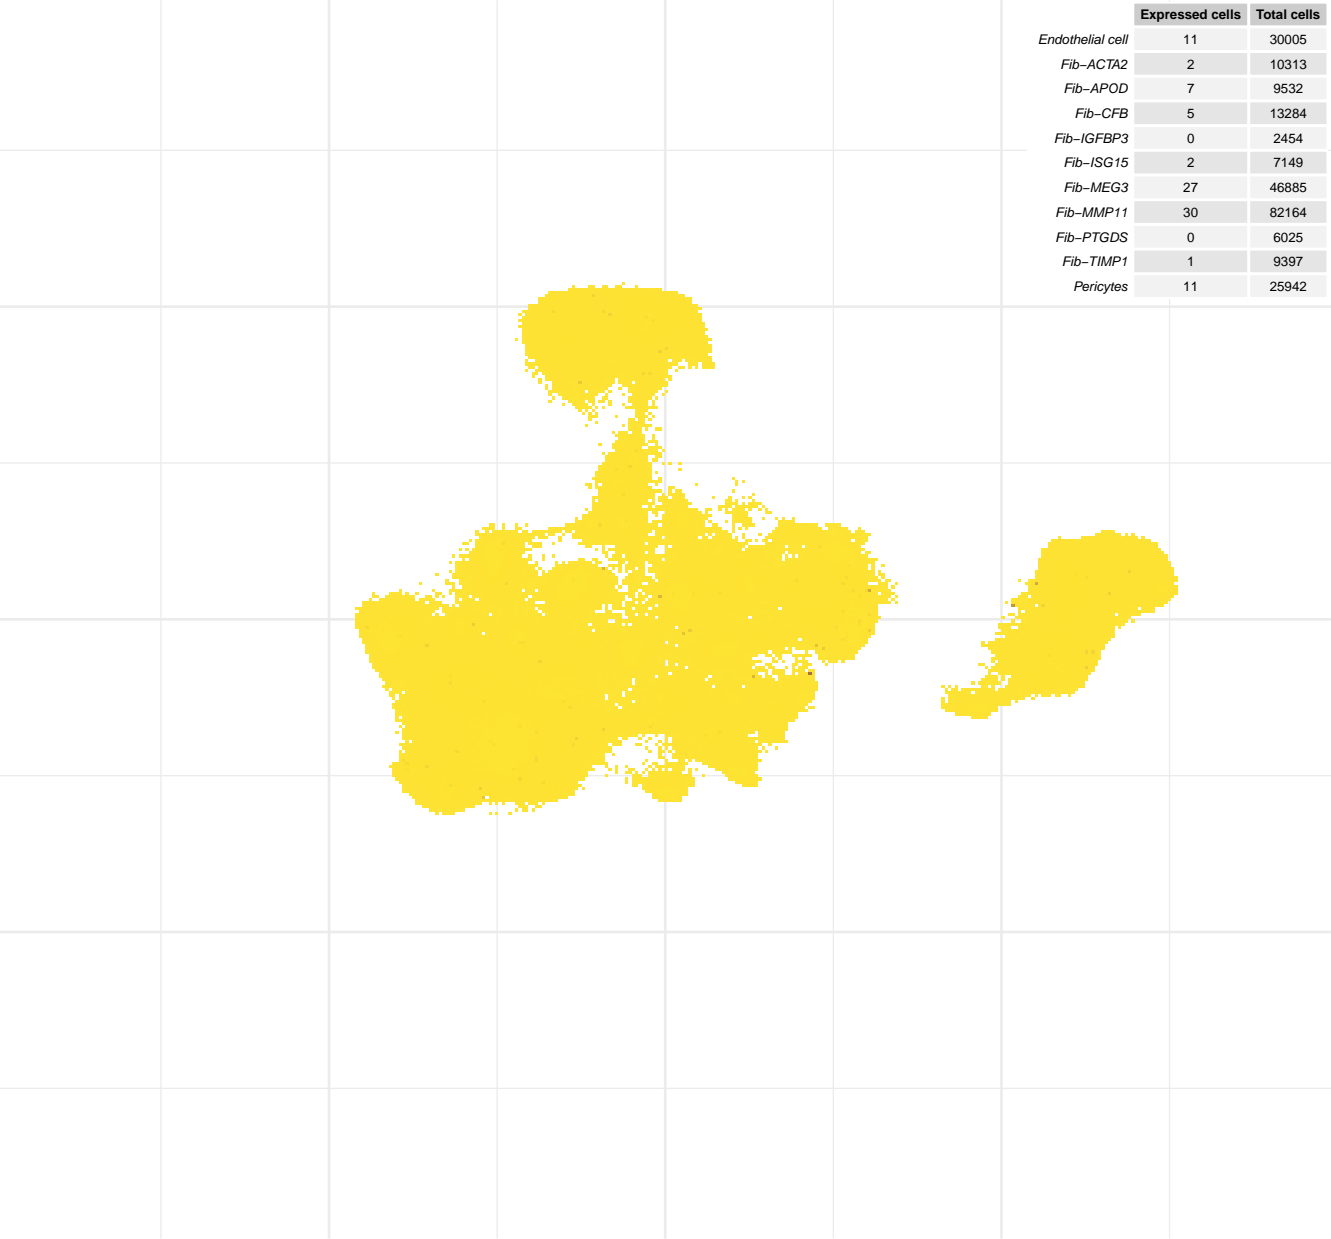 Expressed cells Total cells
Endothelial cell 11 30005
Fib−ACTA2 2 10313
Fib−APOD 7 9532
Fib−CFB 5 13284
Fib−IGFBP3 0 2454
Fib−ISG15 2 7149
Fib−MEG3 27 46885
Fib−MMP11 30 82164
Fib−PTGDS 0 6025
Fib−TIMP1 1 9397
Pericytes 11 25942